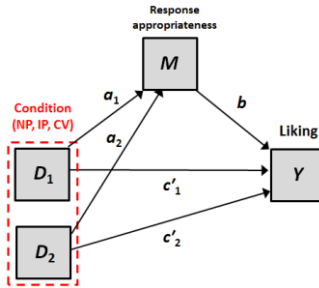 Response
appropriateness
M
Condition
(NP, IP, CV)
a1
a2
b
Liking
D1
c'1
Y
D2
c'2